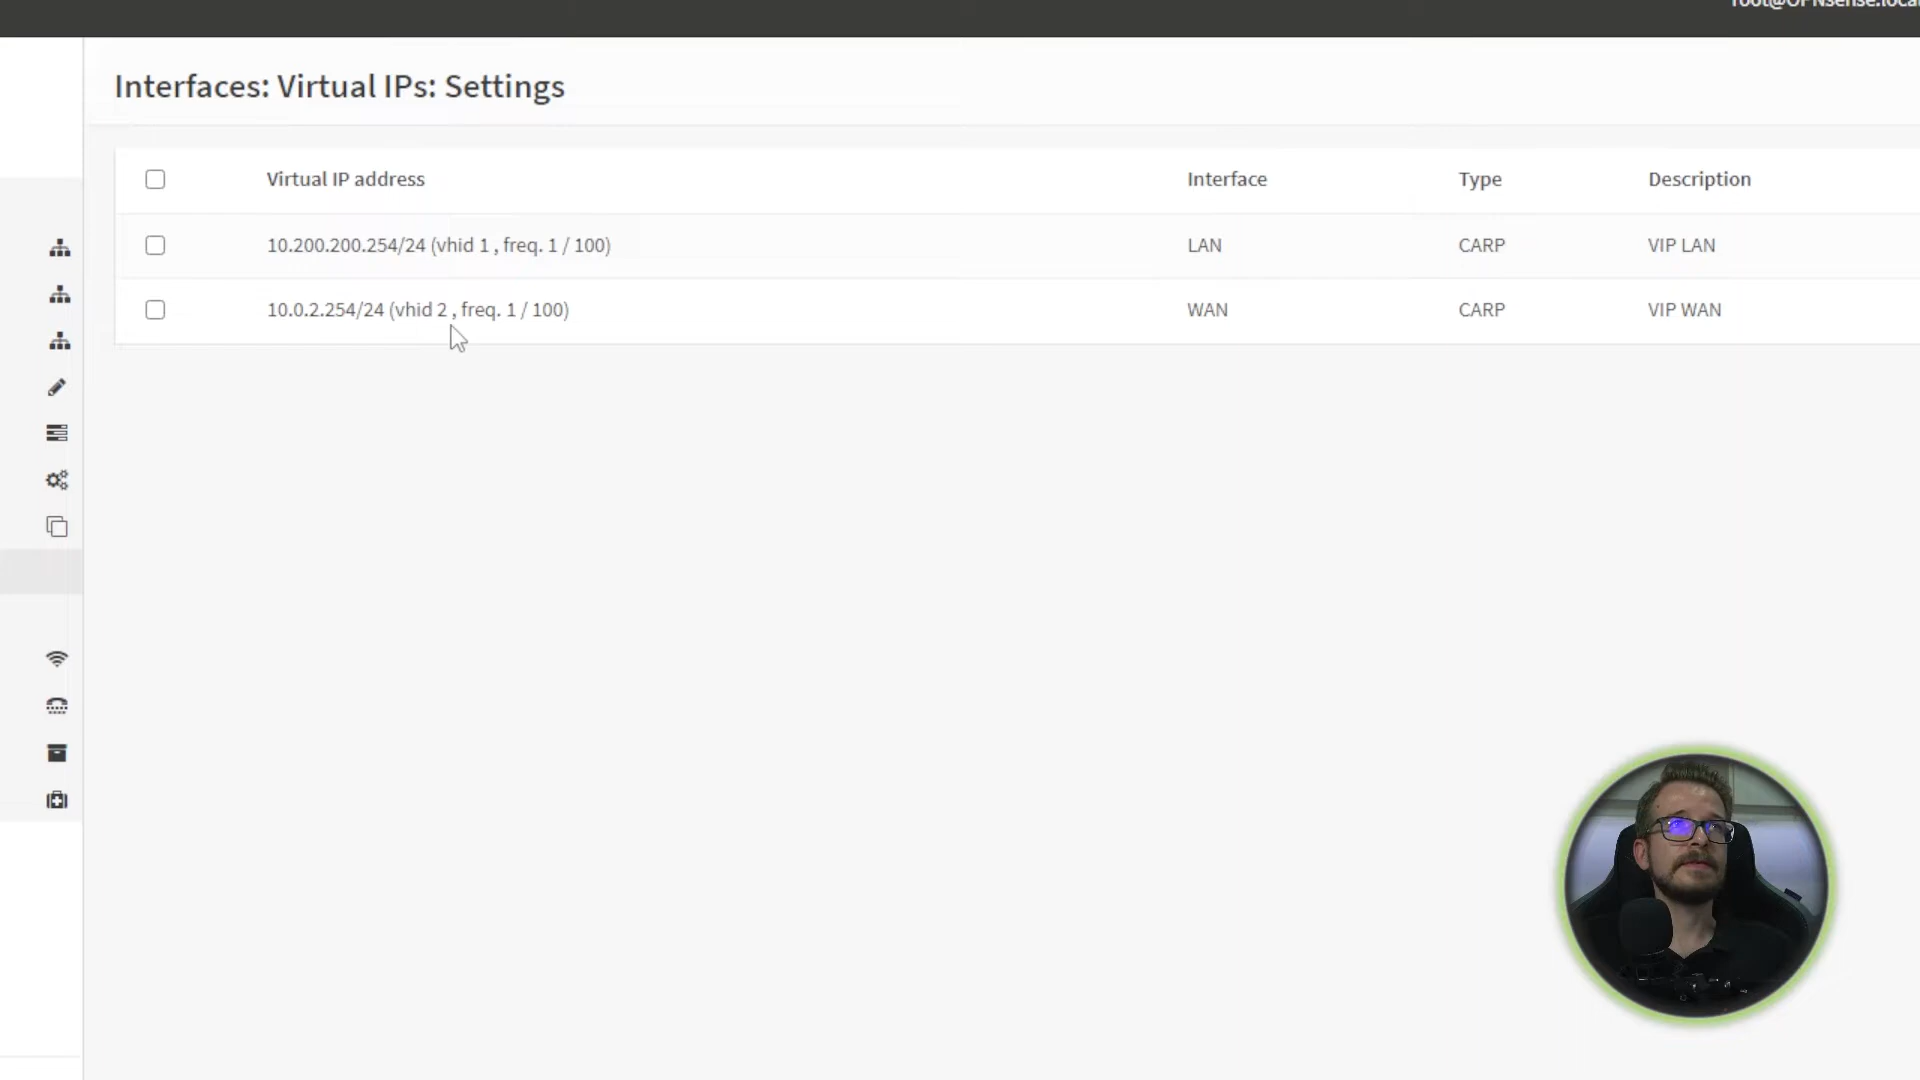 root@OPNsense.loca
Interfaces: Virtual IPs: Settings
Virtual IP address Interface Type Description
10.200.200.254/24 (vhid 1 , freq. 1 / 100) LAN CARP VIP LAN
10.0.2.254/24 (vhid 2 , freq. 1 / 100) WAN CARP VIP WAN